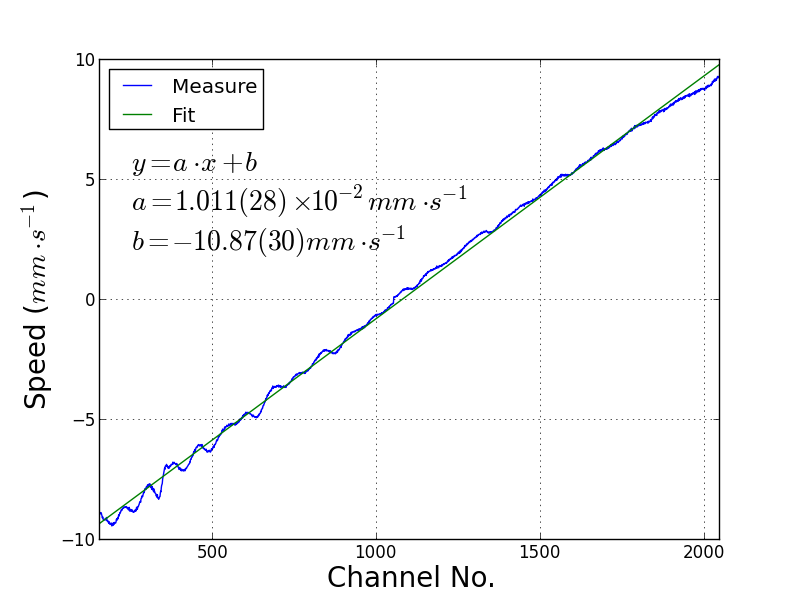 Measure
Fit
y = a · x + b
a = 1.011(28) ×10⁻² mm · s⁻¹
b = −10.87(30)mm · s⁻¹
Speed (mm · s⁻¹)
10
5
0
−5
−10
500
1000
1500
2000
Channel No.